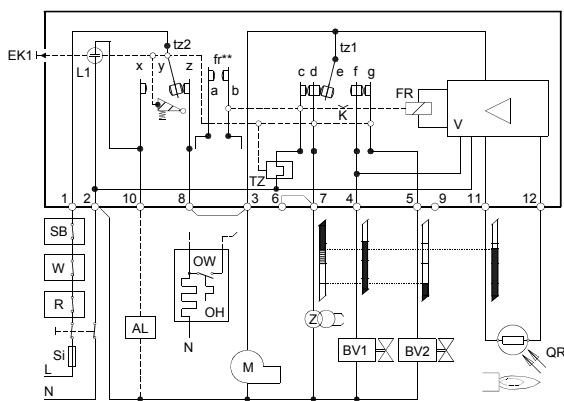 tz2
tz1
EK1
L1
x
y
z
fr**
a
b
c
d
e
f
g
FR
K
V
TZ
1
2
10
8
3
6
7
4
5
9
11
12
SB
W
R
Si
L
N
AL
OW
OH
N
M
Z
BV1
BV2
QR